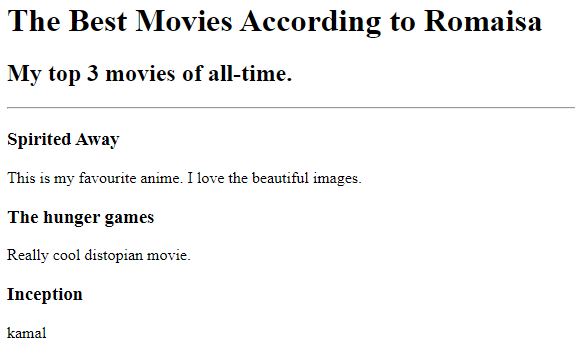 The Best Movies According to Romaisa
My top 3 movies of all-time.
Spirited Away
This is my favourite anime. I love the beautiful images.
The hunger games
Really cool distopian movie.
Inception
kamal